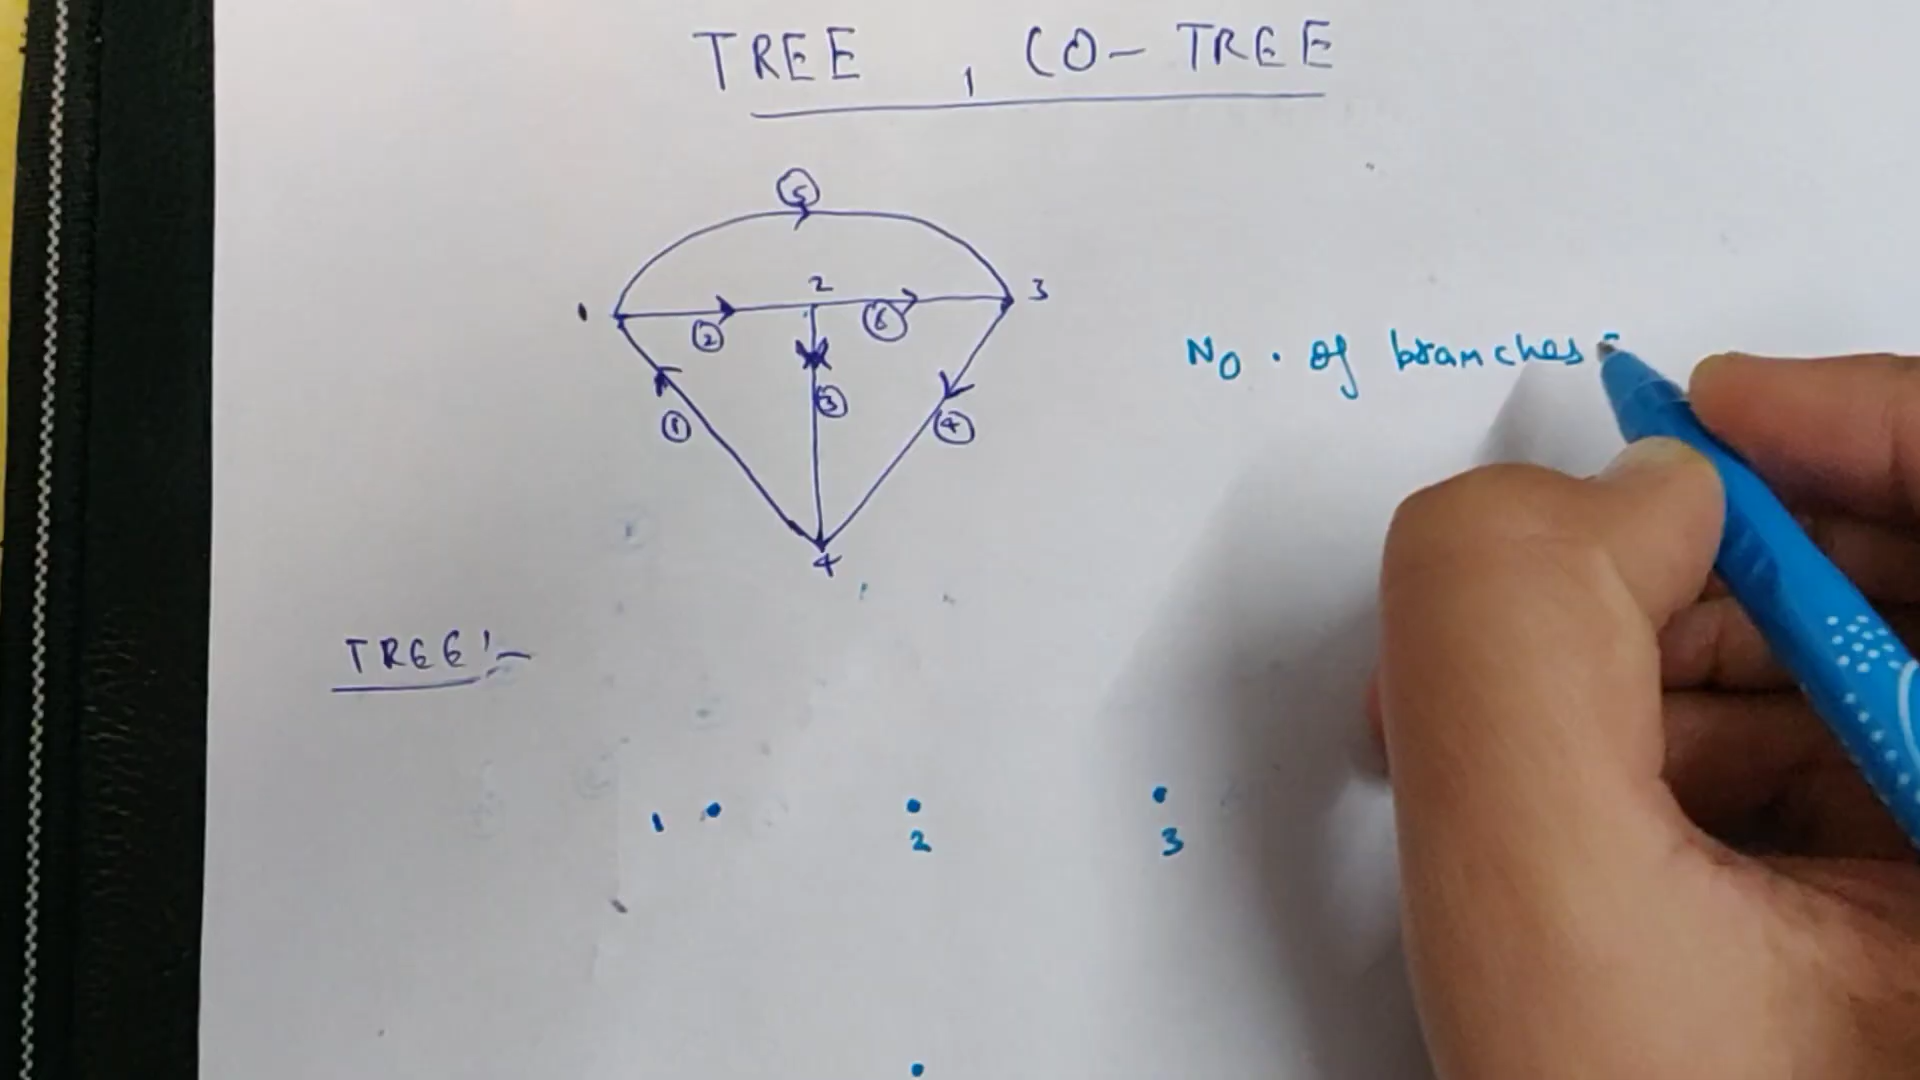 TREE , CO-TREE
5
1 2 3
2 6
3
1 4
4
No. of branches =
TREE:-
1 2 3